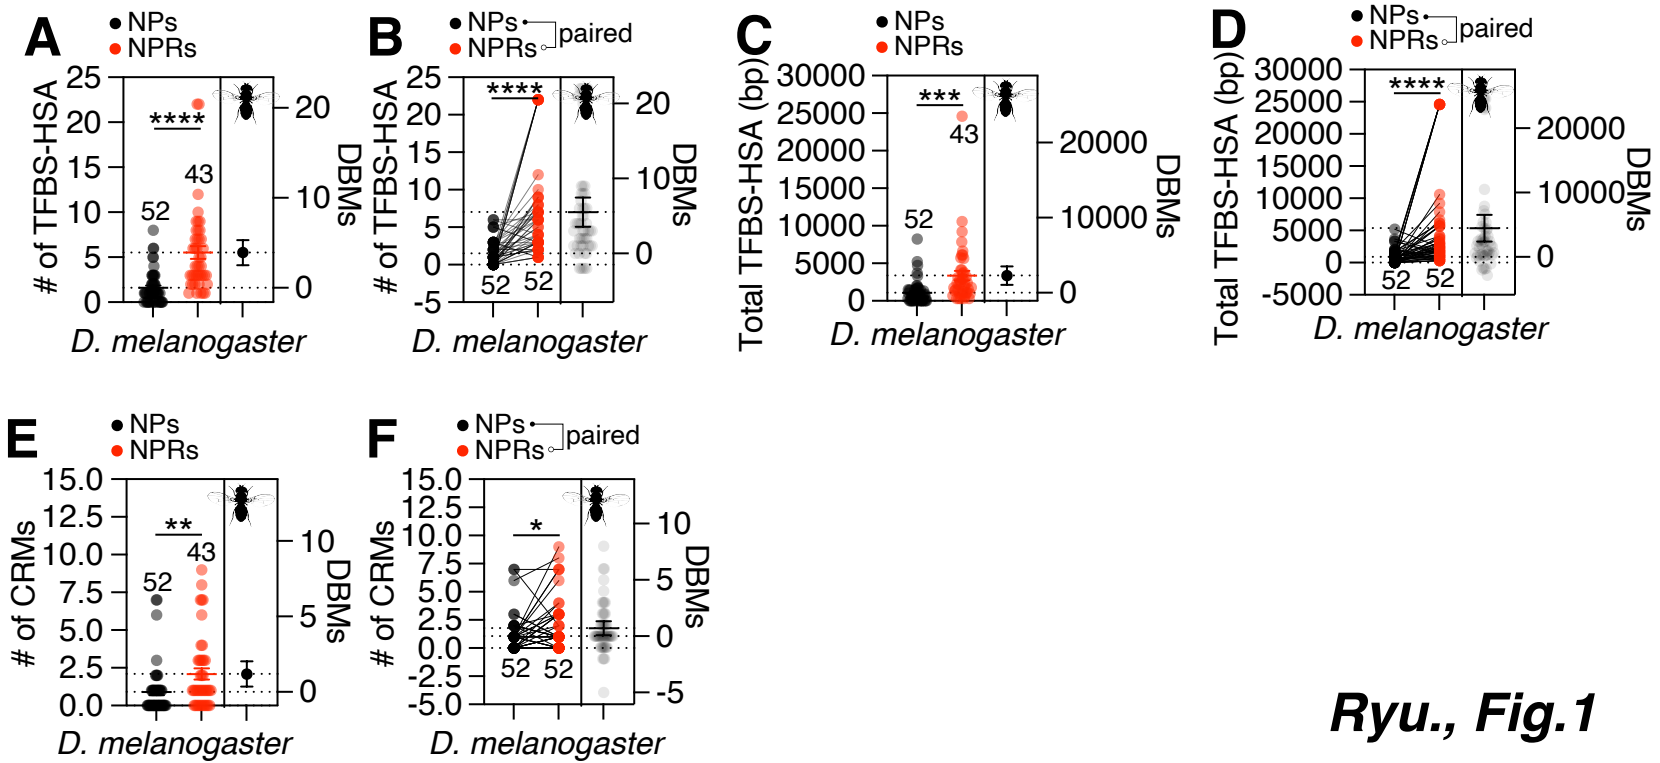 A
NPs
NPRs
# of TFBS-HSA
25
20
15
10
5
0
****
52
43
20
10
0
DBMs
D. melanogaster
B
NPs
NPRs
paired
# of TFBS-HSA
25
20
15
10
5
0
-5
****
52
52
20
10
0
DBMs
D. melanogaster
C
NPs
NPRs
Total TFBS-HSA (bp)
30000
25000
20000
15000
10000
5000
0
***
52
43
20000
10000
0
DBMs
D. melanogaster
D
NPs
NPRs
paired
Total TFBS-HSA (bp)
30000
25000
20000
15000
10000
5000
0
-5000
****
52
52
20000
10000
0
DBMs
D. melanogaster
E
NPs
NPRs
# of CRMs
15.0
12.5
10.0
7.5
5.0
2.5
0.0
**
52
43
10
5
0
DBMs
D. melanogaster
F
NPs
NPRs
paired
# of CRMs
15.0
12.5
10.0
7.5
5.0
2.5
0.0
-2.5
-5.0
*
52
52
10
5
0
-5
DBMs
D. melanogaster
Ryu., Fig.1